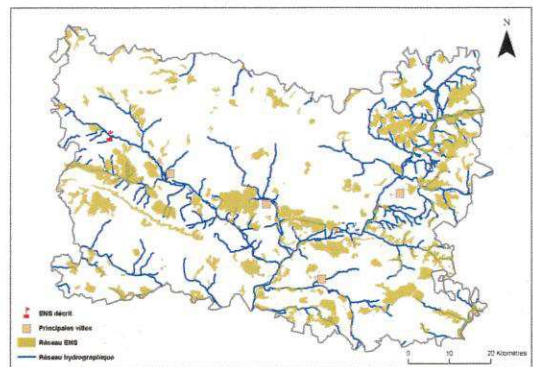 N
ENS décrit
Principales villes
Réseau ENS
Réseau hydrographique
0 10 20 Kilomètres